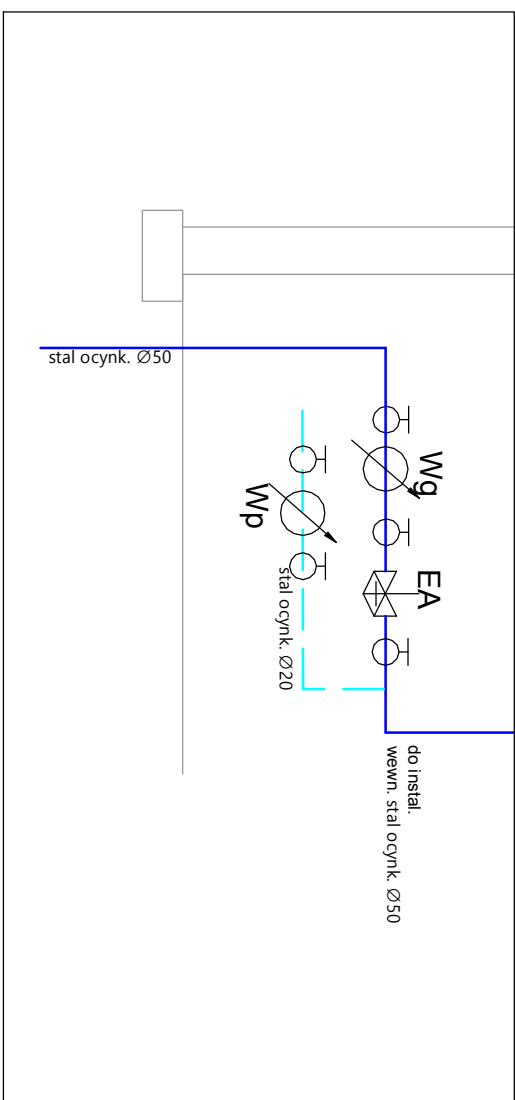 stal ocynk. Ø50
Wg
EA
Wp
stal ocynk. Ø20
do instal.
wewn. stal ocynk. Ø50